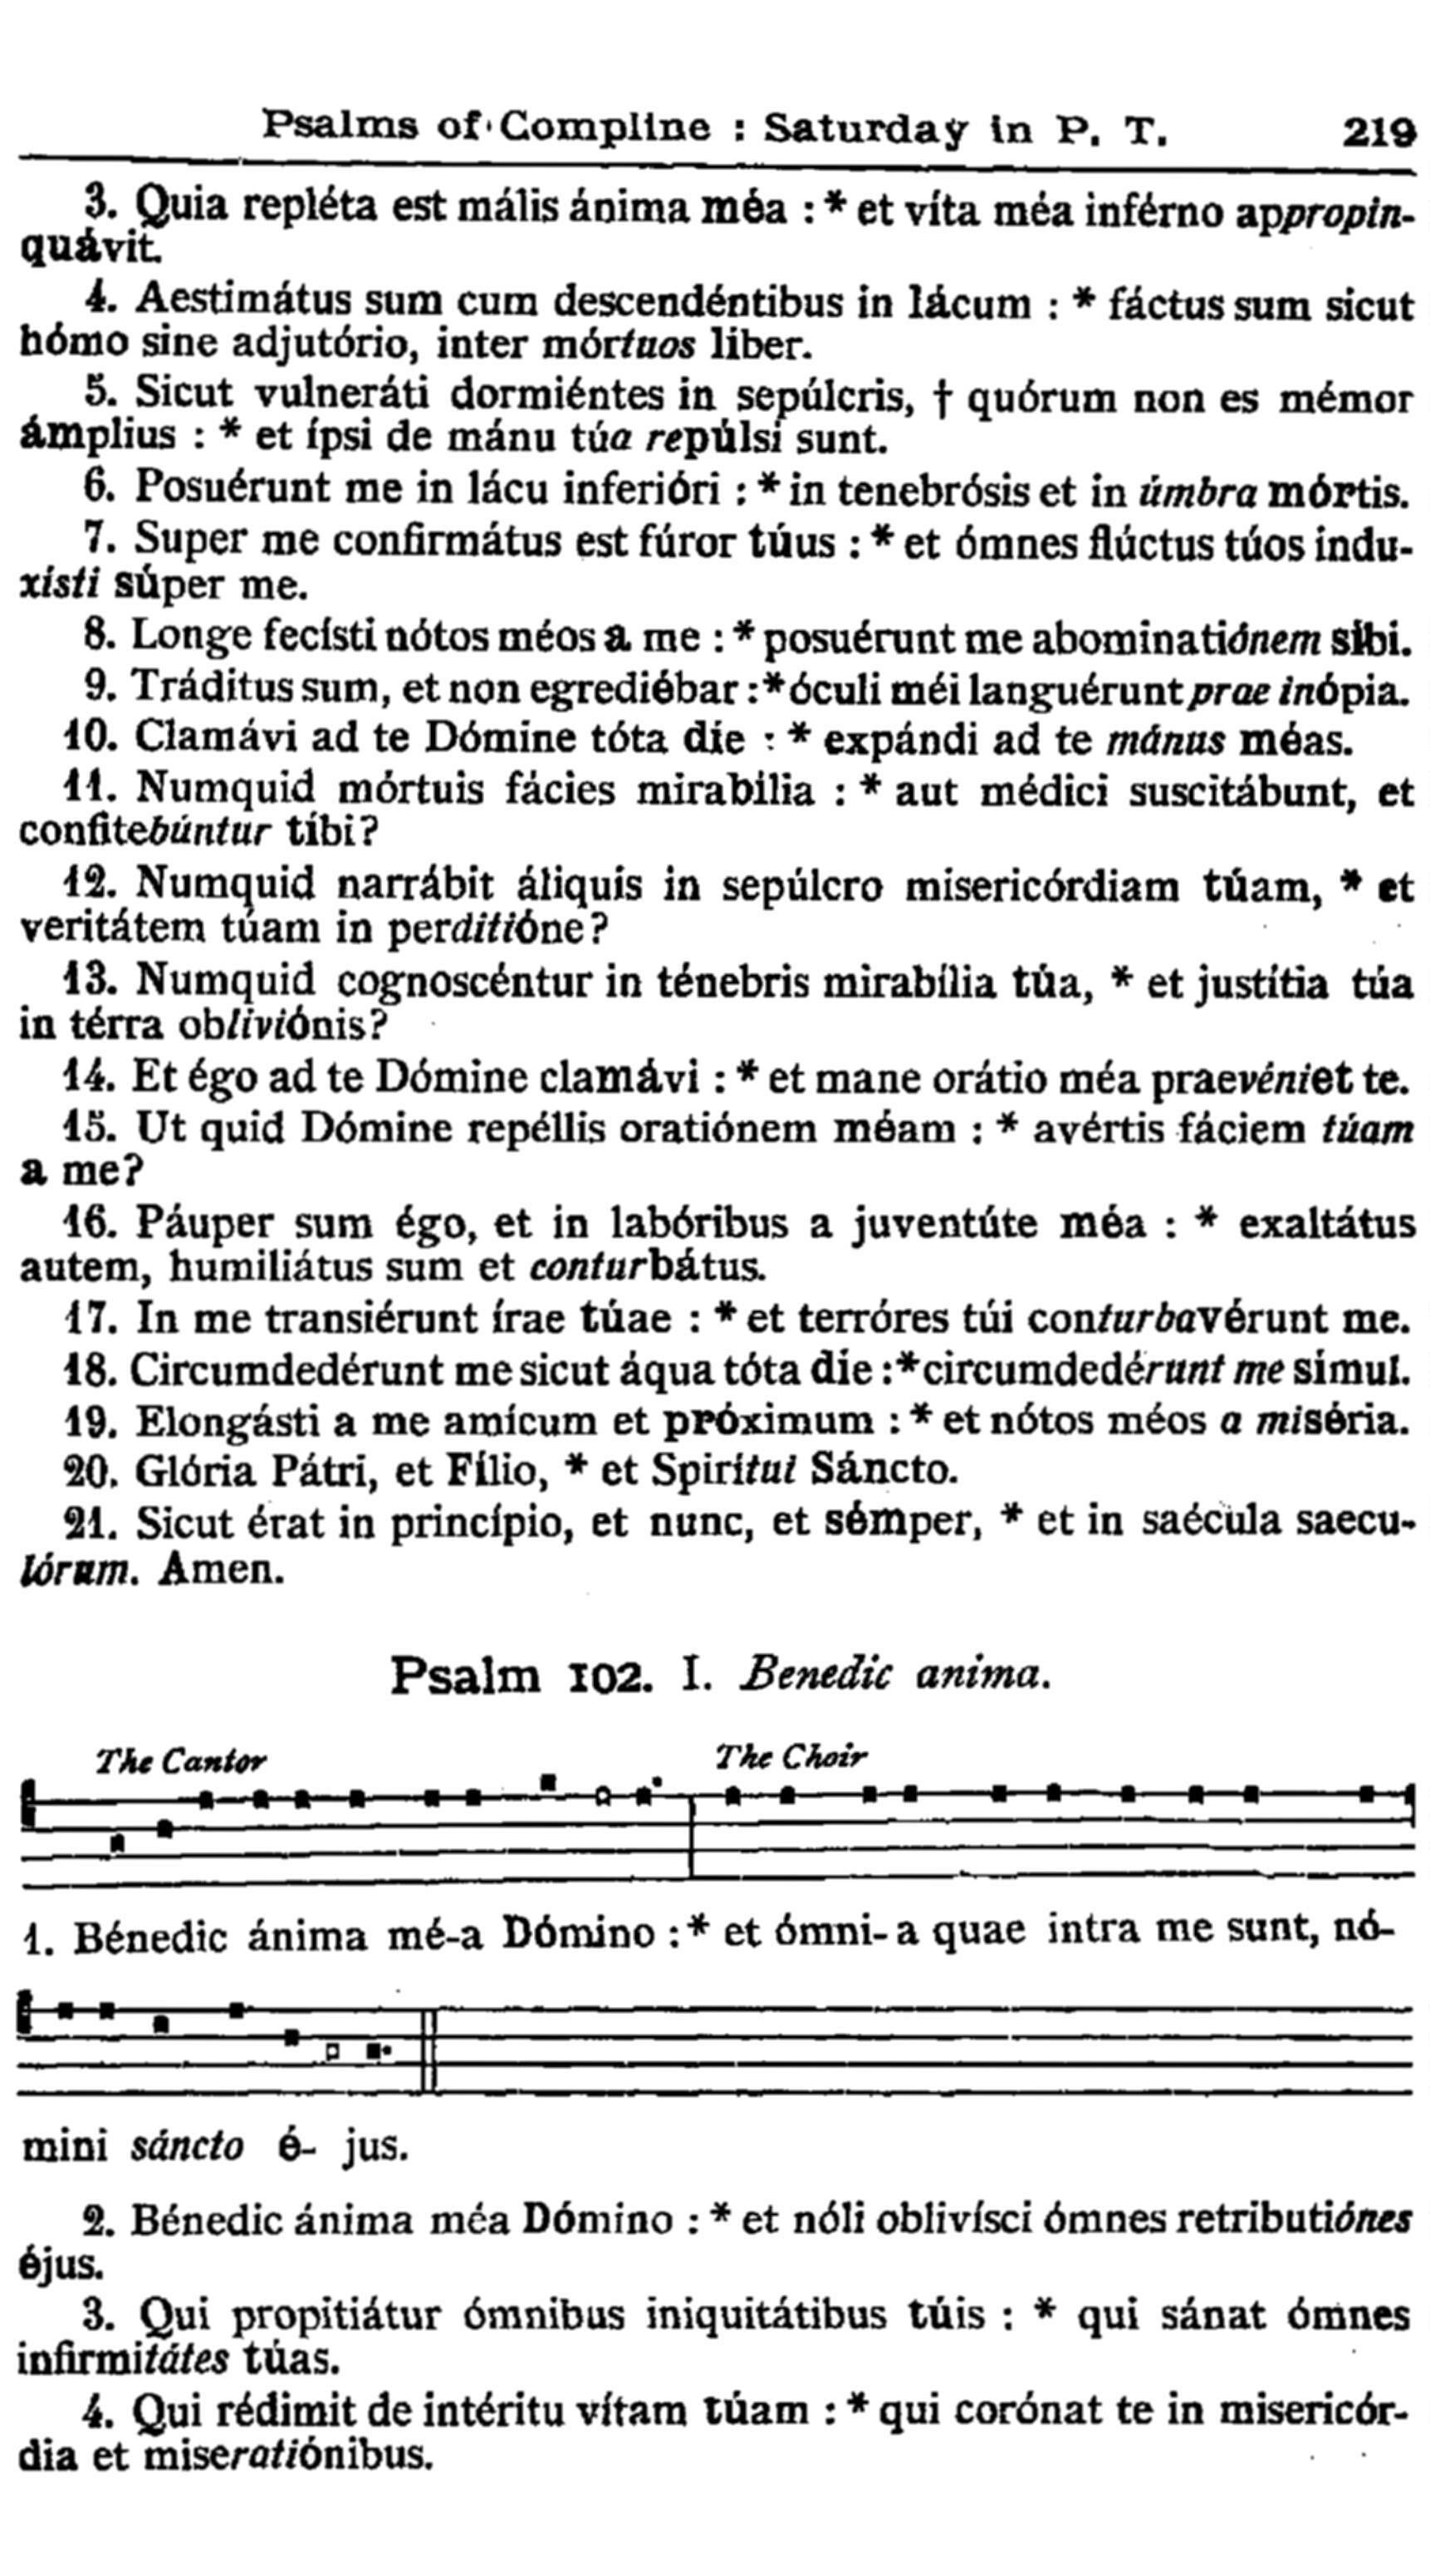 Psalms of Compline : Saturday in P. T. 219
3. Quia repléta est mális ánima méa : * et víta méa inférno appropin-
quávit.
4. Aestimátus sum cum descendéntibus in lácum : * fáctus sum sicut
hómo sine adjutório, inter mórtuos líber.
5. Sicut vulneráti dormiéntes in sepúlcris, † quórum non es mémor
ámplius : * et ípsi de mánu túa repúlsi sunt.
6. Posuérunt me in lácu inferióri : * in tenebrósis et in úmbra mórtis.
7. Super me confirmátus est fúror túus : * et ómnes flúctus túos indu-
xisti súper me.
8. Longe fecísti nótos méos a me : * posuérunt me abominatiónem síbi.
9. Tráditus sum, et non egrediébar : * óculi méi languérunt prae inópia.
10. Clamávi ad te Dómine tóta díe : * expándi ad te mánus méas.
11. Numquid mórtuis fácies mirabília : * aut médici suscitábunt, et
confitebúntur tíbi?
12. Numquid narrábit áliquis in sepúlcro misericórdiam túam, * et
veritátem túam in perditióne?
13. Numquid cognoscéntur in ténebris mirabília túa, * et justítia túa
in térra obliviónis?
14. Et égo ad te Dómine clamávi : * et mane orátio méa praevéniet te.
15. Ut quid Dómine repéllis oratiónem méam : * avértis fáciem túam
a me?
16. Páuper sum égo, et in labóribus a juventúte méa : * exaltátus
autem, humiliátus sum et conturbátus.
17. In me transiérunt írae túae : * et terróres túi conturbavérunt me.
18. Circumdedérunt me sicut áqua tóta díe : * circumdedérunt me símul.
19. Elongásti a me amícum et próximum : * et nótos méos a miséria.
20. Glória Pátri, et Fílio, * et Spirítui Sáncto.
21. Sicut érat in princípio, et nunc, et sémper, * et in saécula saecu-
lórum. Amen.
Psalm 102. I. Benedic anima.
The Cantor The Choir
1. Bénedic ánima mé-a Dómino : * et ómni- a quae intra me sunt, nó-
mini sáncto é- jus.
2. Bénedic ánima méa Dómino : * et nóli oblivísci ómnes retributiónes
éjus.
3. Qui propitiátur ómnibus iniquitátibus túis : * qui sánat ómnes
infirmitátes túas.
4. Qui rédimit de intéritu vítam túam : * qui corónat te in misericór-
dia et miseratiónibus.